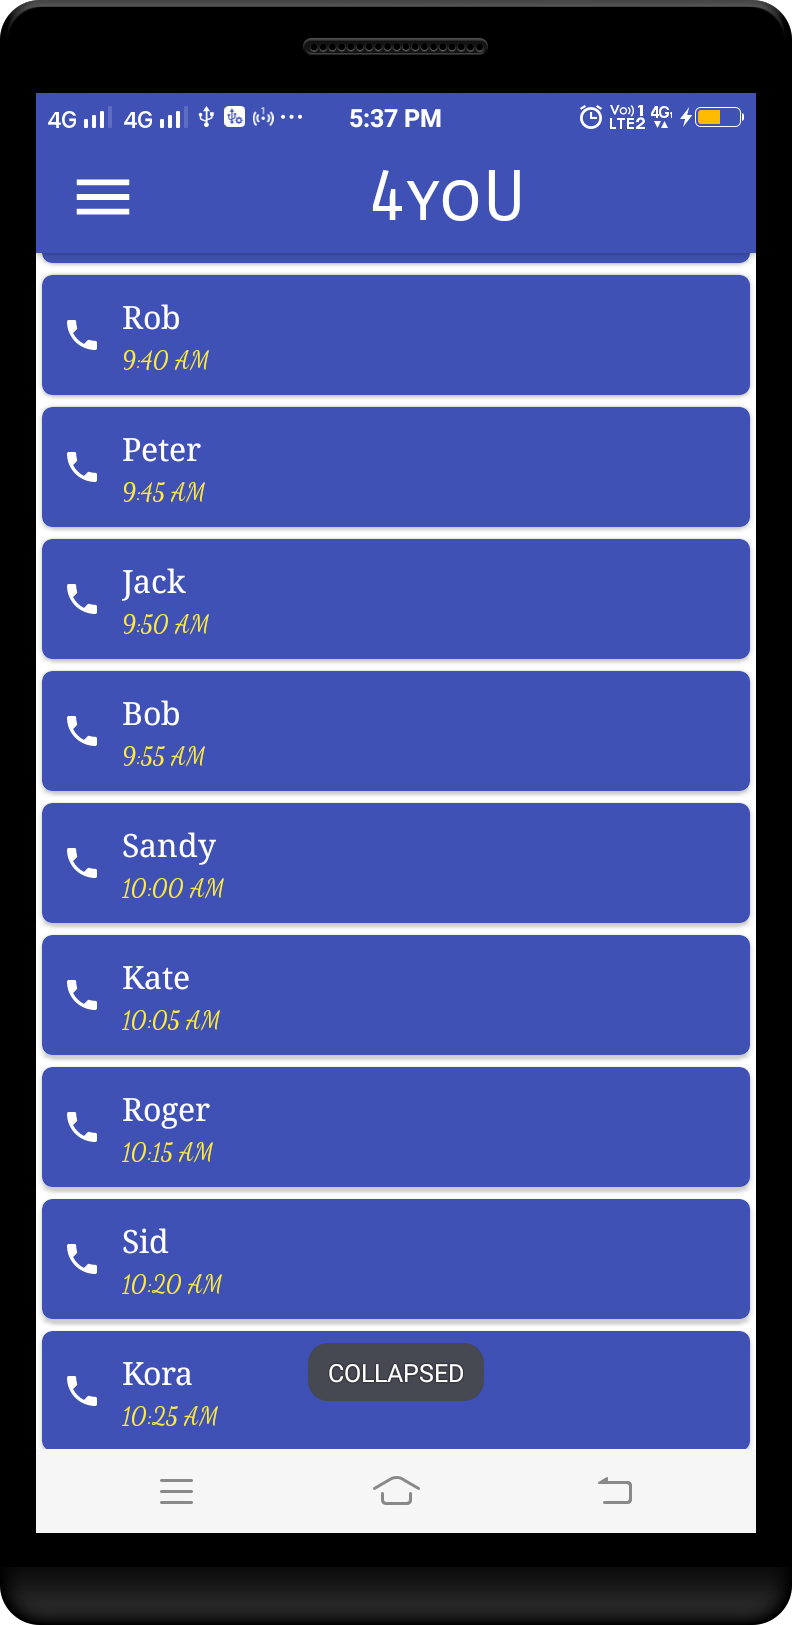 4G 4G 5:37 PM Vo)) 1 LTE2 4G
4YOU
Rob
9:40 AM
Peter
9:45 AM
Jack
9:50 AM
Bob
9:55 AM
Sandy
10:00 AM
Kate
10:05 AM
Roger
10:15 AM
Sid
10:20 AM
Kora
10:25 AM
COLLAPSED